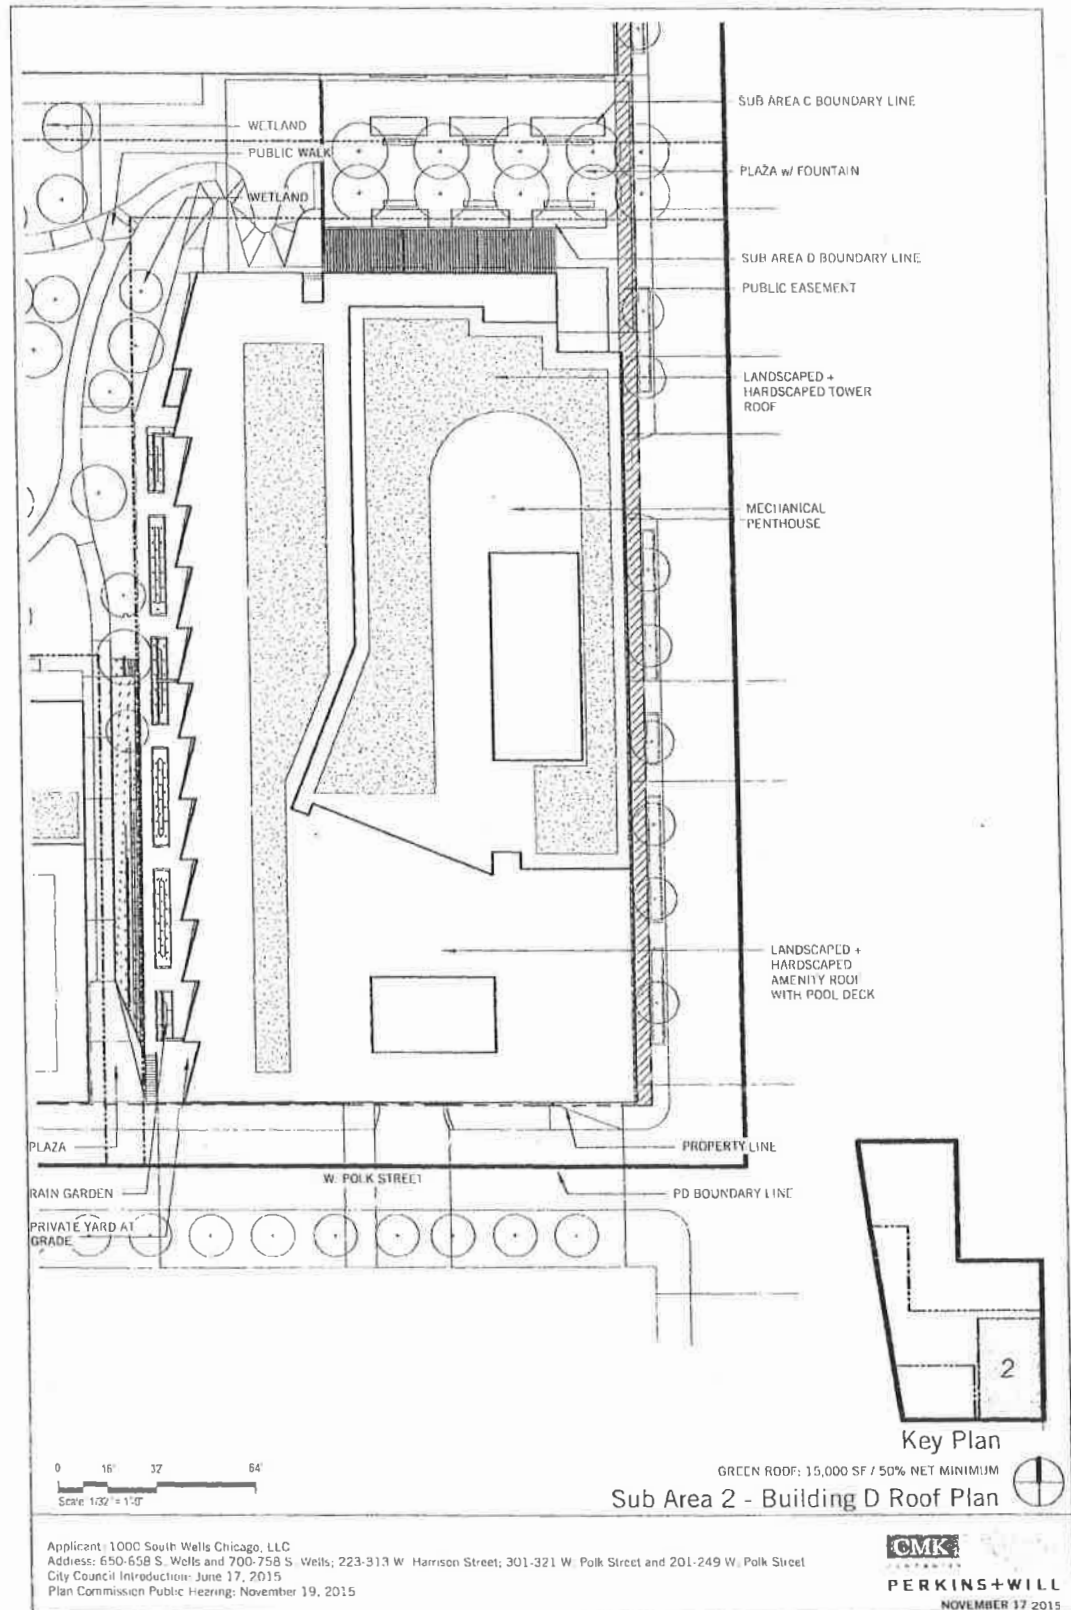 SUB AREA C BOUNDARY LINE
WETLAND
PUBLIC WALK
PLAZA w/ FOUNTAIN
WETLAND
SUB AREA D BOUNDARY LINE
PUBLIC EASEMENT
LANDSCAPED +
HARDSCAPED TOWER
ROOF
MECHANICAL
PENTHOUSE
LANDSCAPED +
HARDSCAPED
AMENITY ROOF
WITH POOL DECK
PLAZA
PROPERTY LINE
W. POLK STREET
RAIN GARDEN
PD BOUNDARY LINE
PRIVATE YARD AT
GRADE
2
Key Plan
0 16' 32' 64'
Scale 1/32" = 1'-0"
GREEN ROOF: 15,000 SF / 50% NET MINIMUM
Sub Area 2 - Building D Roof Plan
Applicant: 1000 South Wells Chicago, LLC
Address: 650-658 S. Wells and 700-758 S. Wells; 223-313 W. Harrison Street; 301-321 W. Polk Street and 201-249 W. Polk Street
City Council Introduction: June 17, 2015
Plan Commission Public Hearing: November 19, 2015
CMK
PERKINS+WILL
NOVEMBER 17 2015